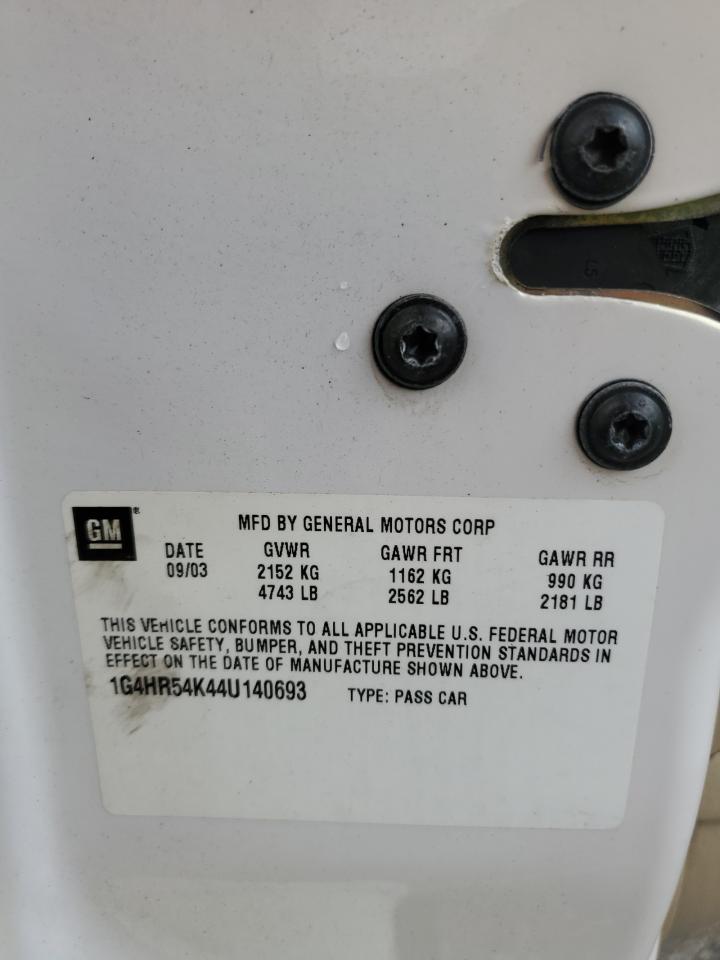 GM
MFD BY GENERAL MOTORS CORP
DATE GVWR GAWR FRT GAWR RR
09/03 2152 KG 1162 KG 990 KG
4743 LB 2562 LB 2181 LB
THIS VEHICLE CONFORMS TO ALL APPLICABLE U.S. FEDERAL MOTOR
VEHICLE SAFETY, BUMPER, AND THEFT PREVENTION STANDARDS IN
EFFECT ON THE DATE OF MANUFACTURE SHOWN ABOVE.
1G4HR54K44U140693 TYPE: PASS CAR